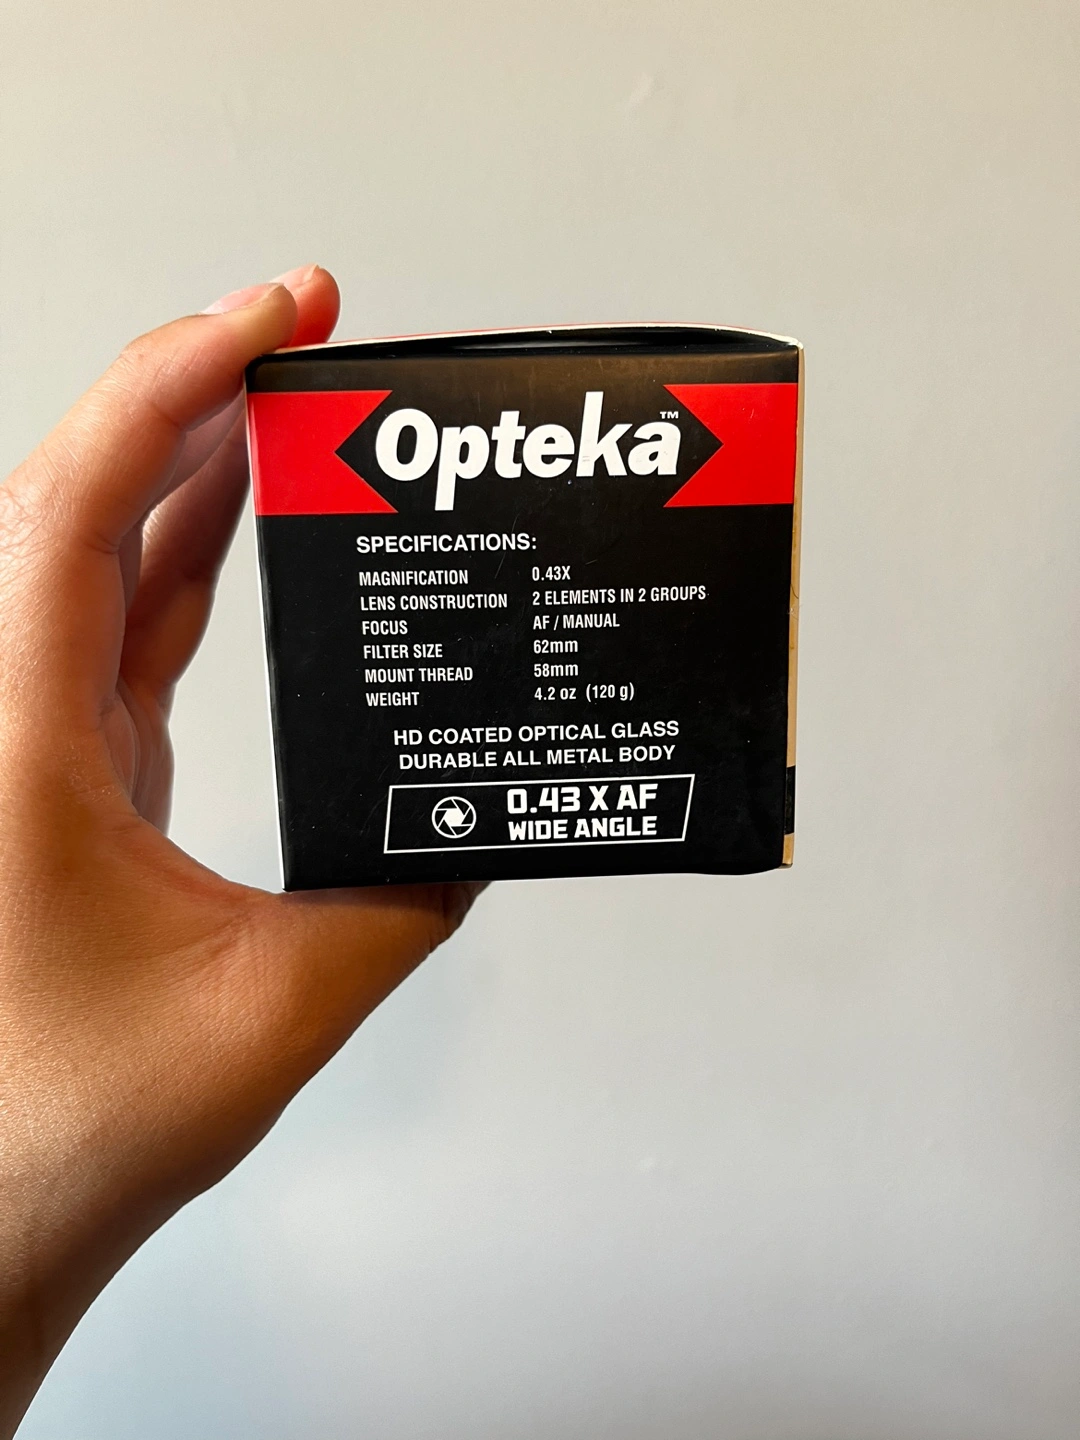 Opteka™
SPECIFICATIONS:
MAGNIFICATION 0.43X
LENS CONSTRUCTION 2 ELEMENTS IN 2 GROUPS
FOCUS AF / MANUAL
FILTER SIZE 62mm
MOUNT THREAD 58mm
WEIGHT 4.2 oz (120 g)
HD COATED OPTICAL GLASS
DURABLE ALL METAL BODY
0.43 X AF
WIDE ANGLE